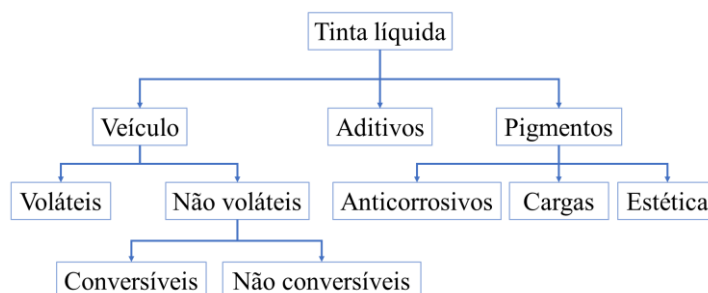 Tinta líquida
Veículo
Aditivos
Pigmentos
Voláteis
Não voláteis
Anticorrosivos
Cargas
Estética
Conversíveis
Não conversíveis